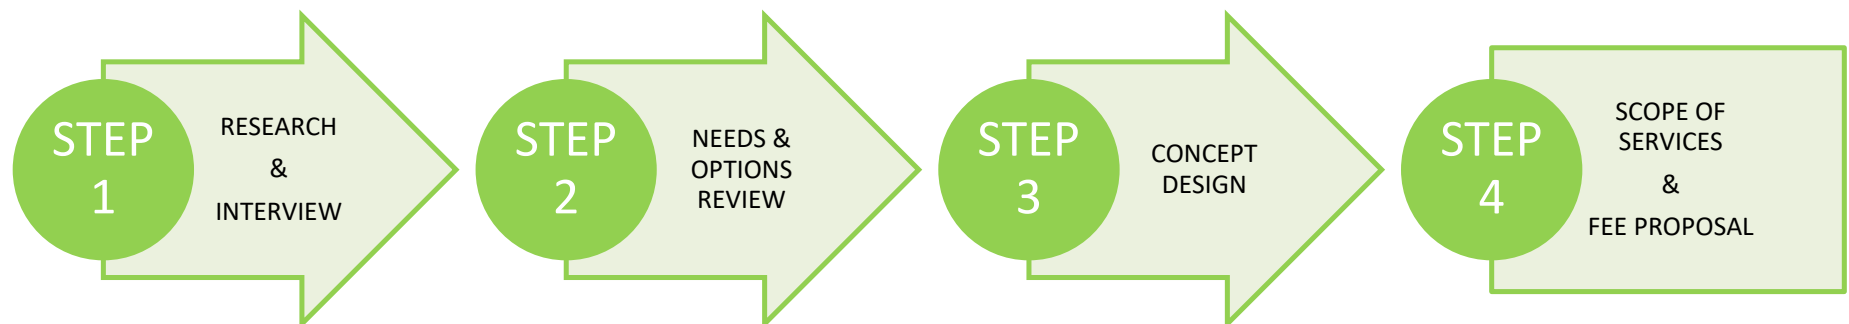 STEP
1
RESEARCH
&
INTERVIEW
STEP
2
NEEDS &
OPTIONS
REVIEW
STEP
3
CONCEPT
DESIGN
STEP
4
SCOPE OF
SERVICES
&
FEE PROPOSAL